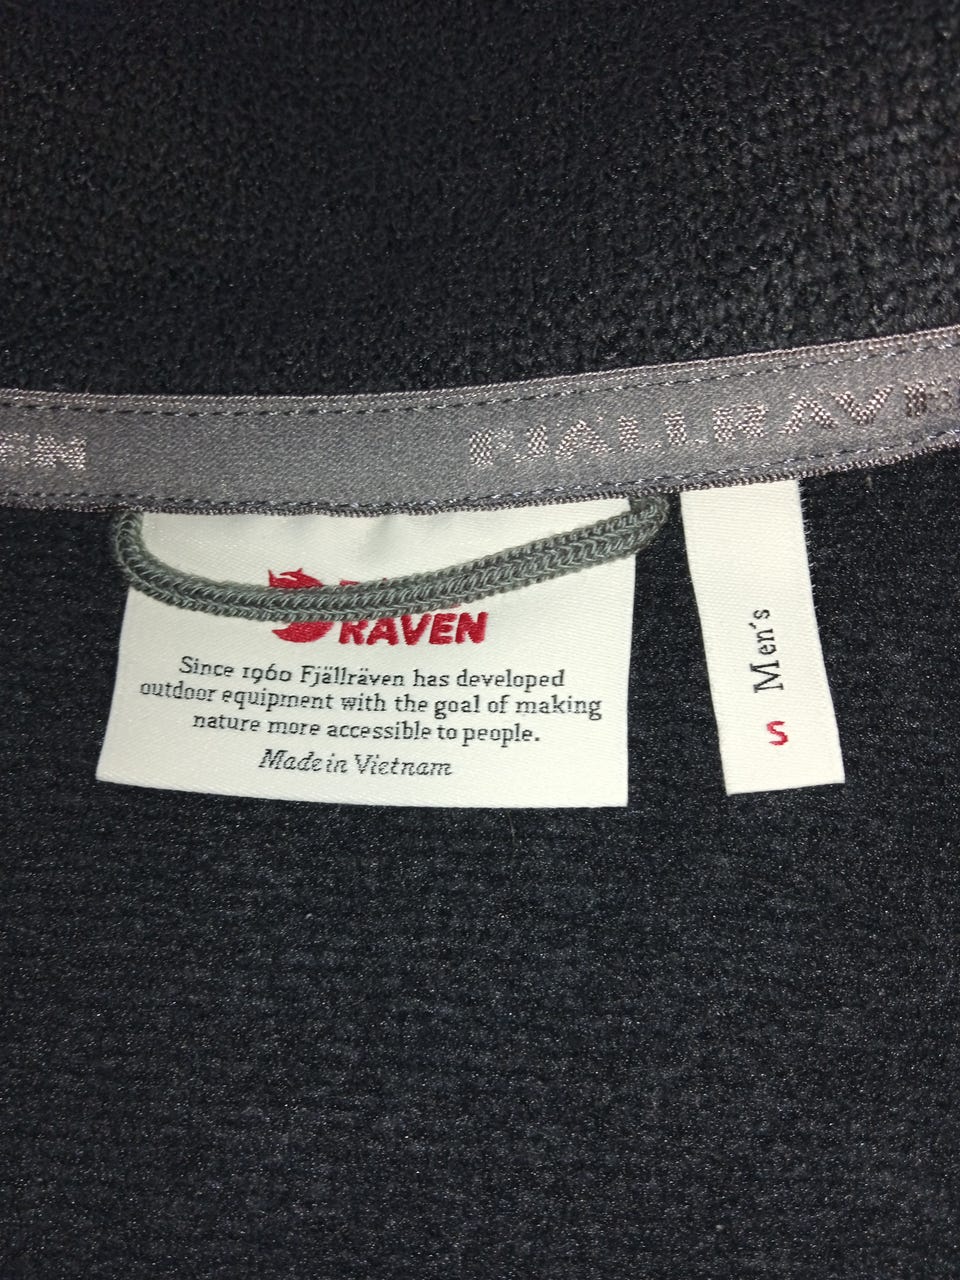 FJÄLLRÄVEN
RÄVEN
Since 1960 Fjällräven has developed
outdoor equipment with the goal of making
nature more accessible to people.
Made in Vietnam
Men's
S